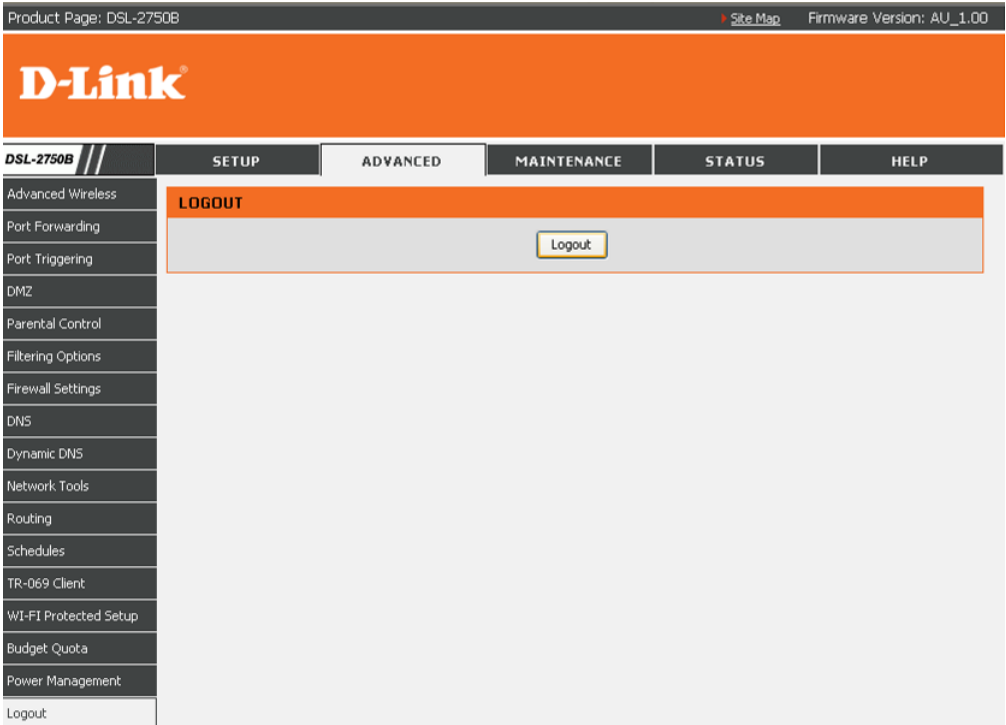 Product Page: DSL-2750B Site Map Firmware Version: AU_1.00
D-Link®
DSL-2750B SETUP ADVANCED MAINTENANCE STATUS HELP
Advanced Wireless
Port Forwarding
Port Triggering
DMZ
Parental Control
Filtering Options
Firewall Settings
DNS
Dynamic DNS
Network Tools
Routing
Schedules
TR-069 Client
WI-FI Protected Setup
Budget Quota
Power Management
Logout
LOGOUT
Logout